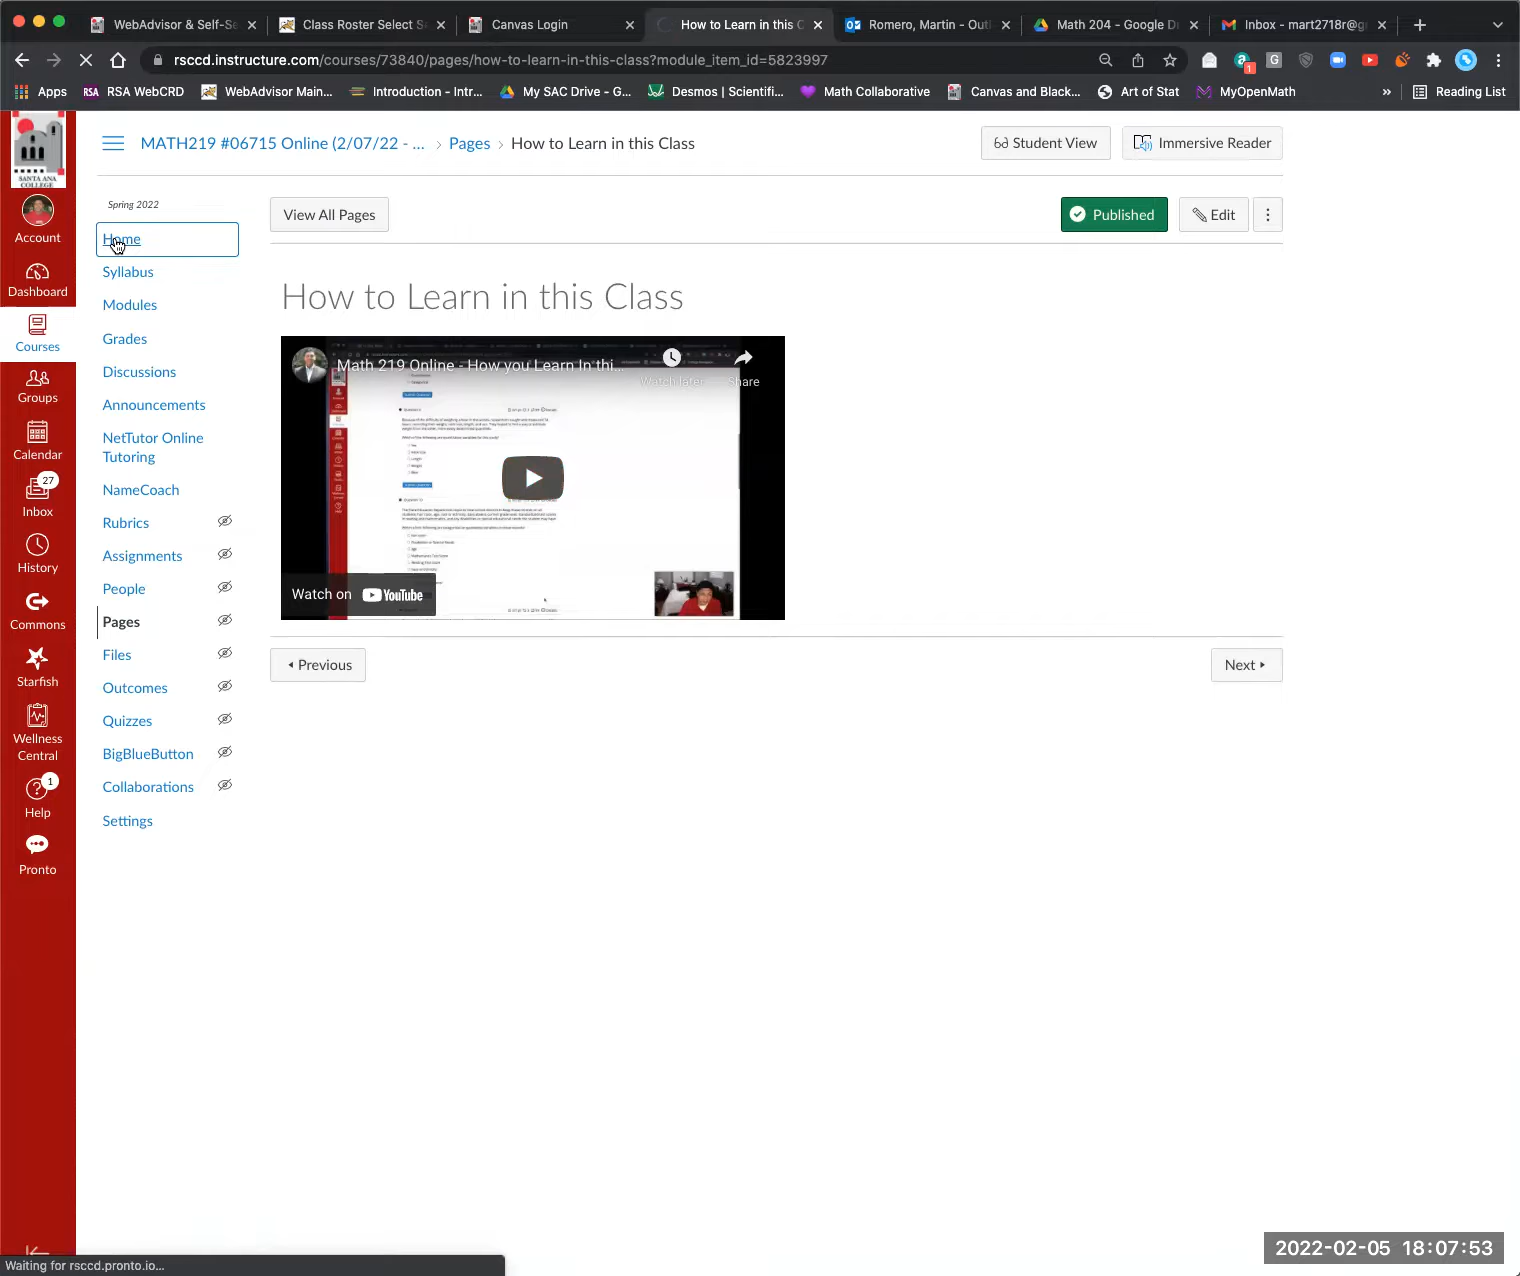 WebAdvisor & Self-Se
Class Roster Select S
Canvas Login
How to Learn in this C
Romero, Martin - Outl
Math 204 - Google Dr
Inbox - mart2718r@g
rsccd.instructure.com/courses/73840/pages/how-to-learn-in-this-class?module_item_id=5823997
Apps
RSA WebCRD
WebAdvisor Main...
Introduction - Intr...
My SAC Drive - G...
Desmos | Scientifi...
Math Collaborative
Canvas and Black...
Art of Stat
MyOpenMath
»
Reading List
SANTA ANA
COLLEGE
Account
Dashboard
Courses
Groups
Calendar
27
Inbox
History
Commons
Starfish
Wellness
Central
1
Help
Pronto
MATH219 #06715 Online (2/07/22 - ... › Pages › How to Learn in this Class
Student View
Immersive Reader
Spring 2022
Home
Syllabus
Modules
Grades
Discussions
Announcements
NetTutor Online
Tutoring
NameCoach
Rubrics
Assignments
People
Pages
Files
Outcomes
Quizzes
BigBlueButton
Collaborations
Settings
View All Pages
Published
Edit
How to Learn in this Class
Math 219 Online - How you Learn In thi...
Watch later
Share
Watch on YouTube
Previous
Next
Waiting for rsccd.pronto.io...
2022-02-05 18:07:53